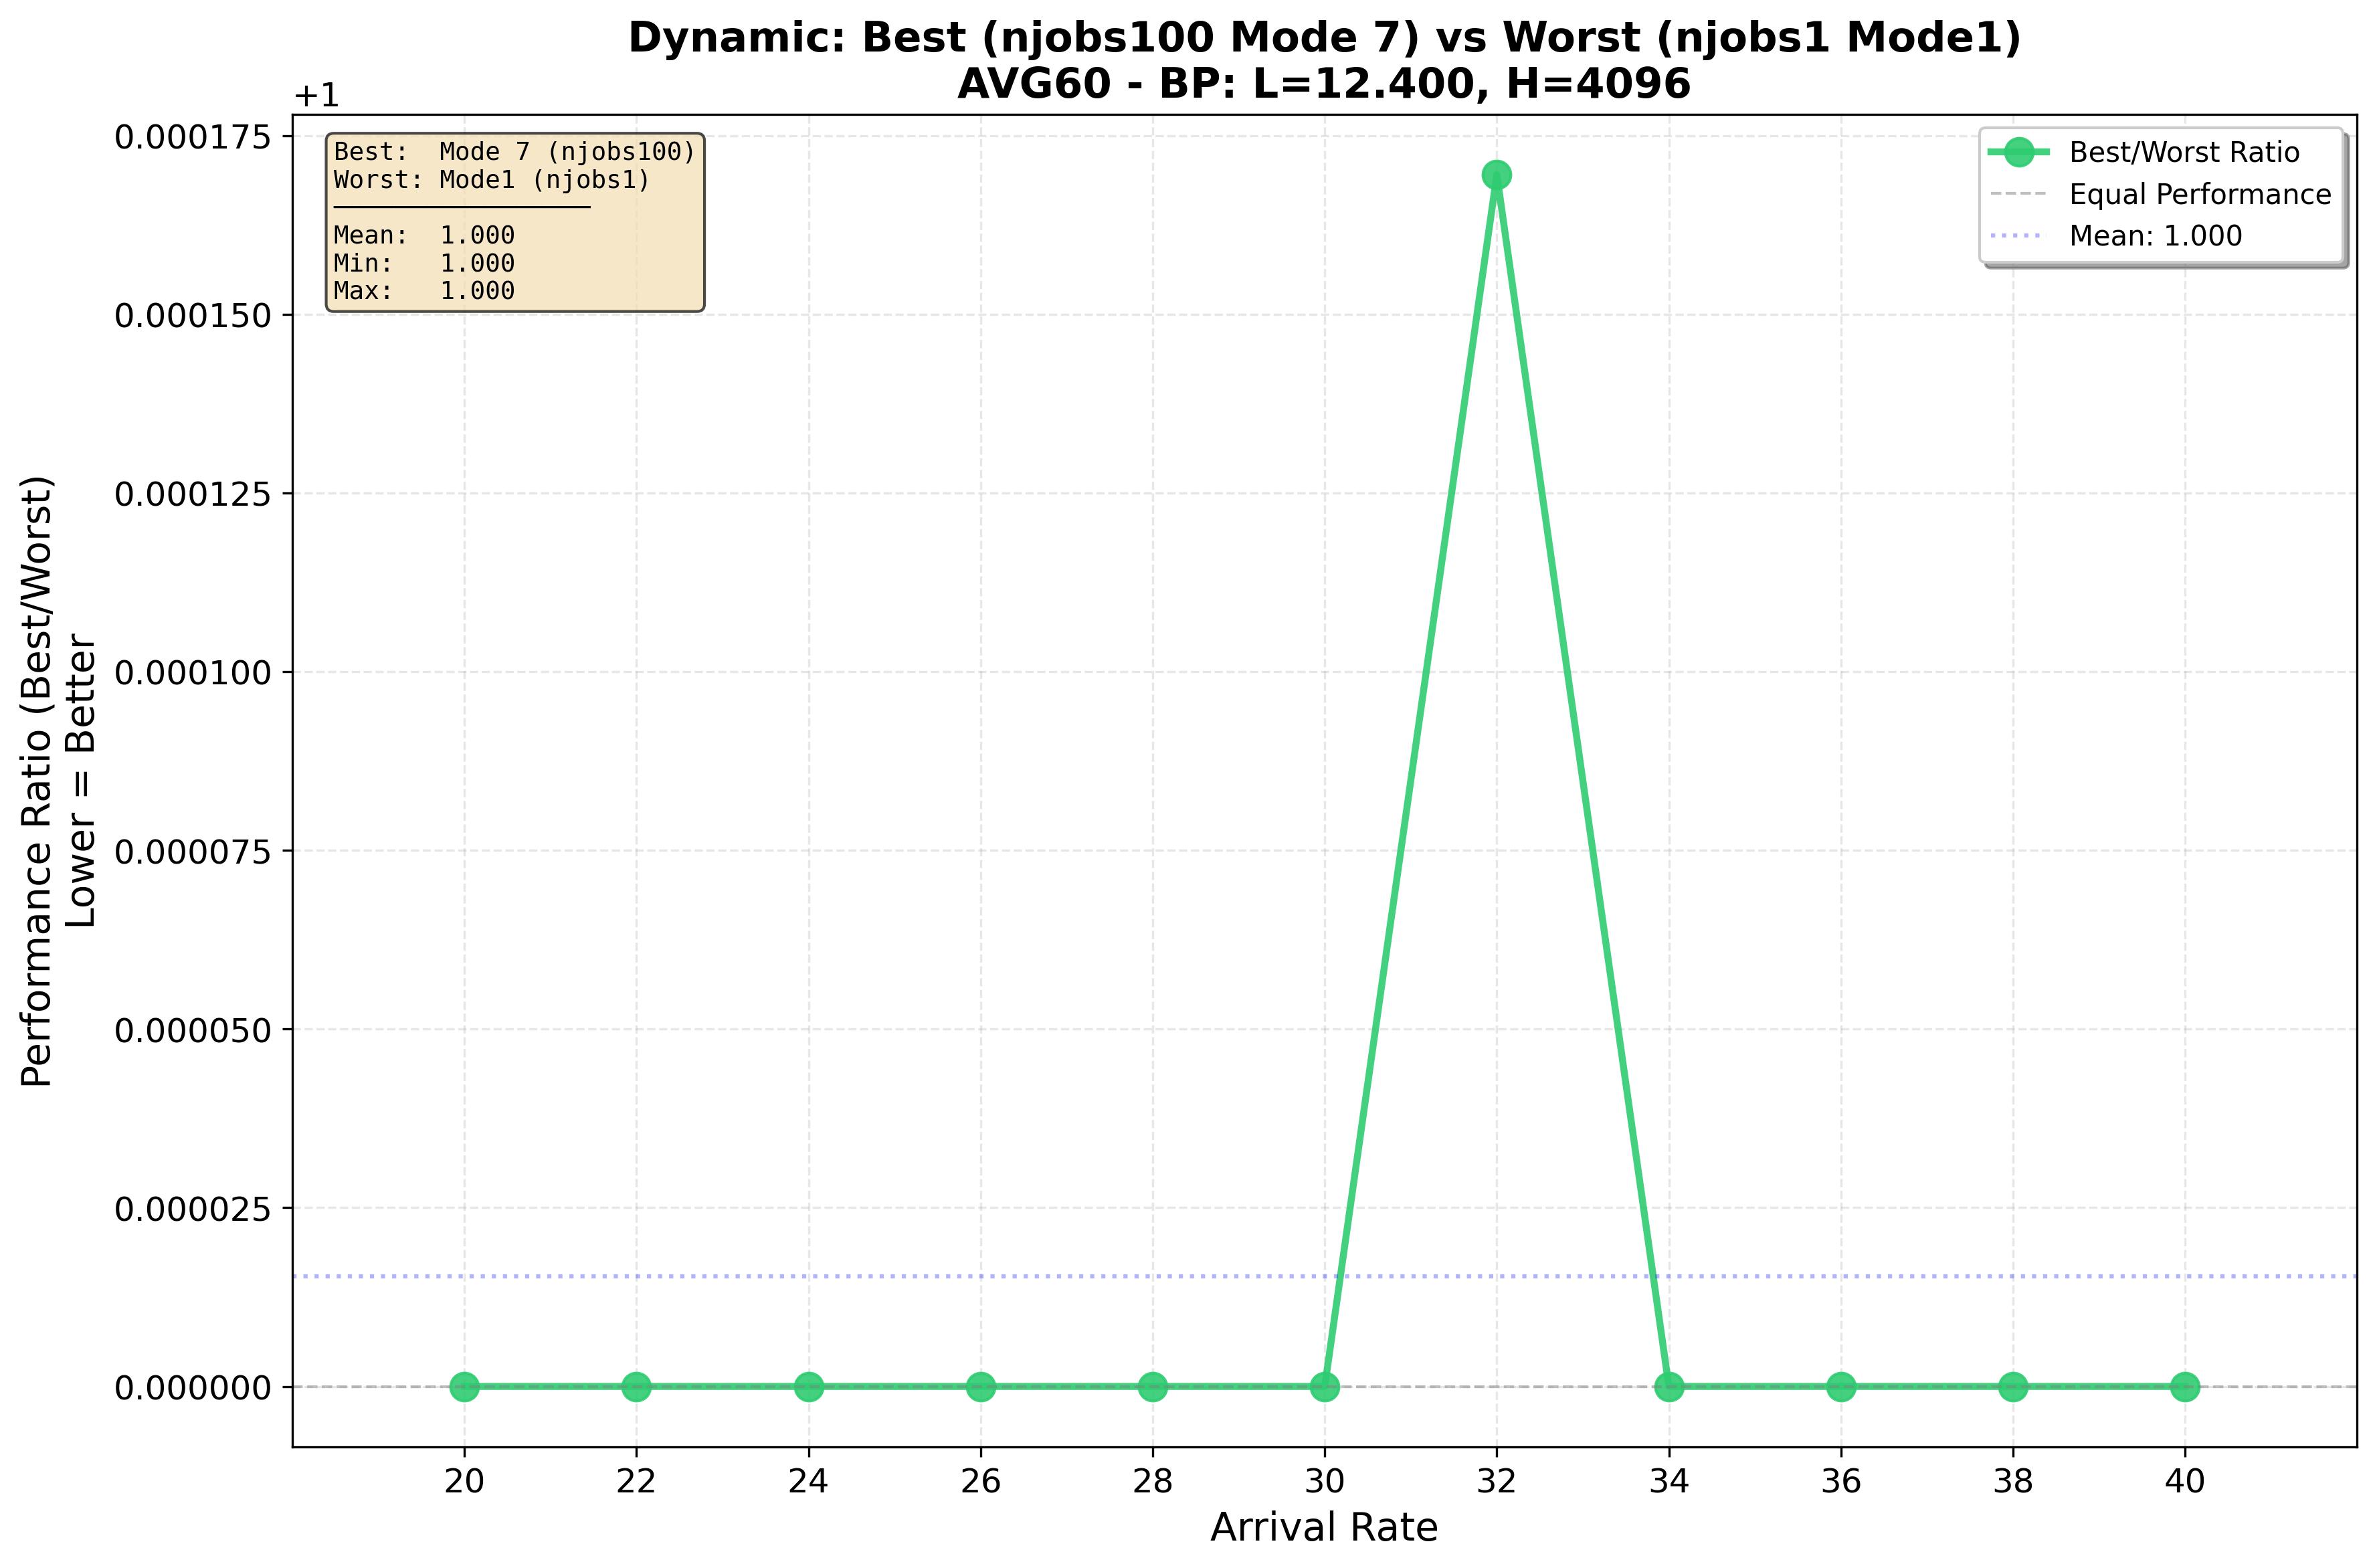 Dynamic: Best (njobs100 Mode 7) vs Worst (njobs1 Mode1)
AVG60 - BP: L=12.400, H=4096
+1
0.000175
0.000150
0.000125
0.000100
0.000075
0.000050
0.000025
0.000000
Performance Ratio (Best/Worst)
Lower = Better
Best:  Mode 7 (njobs100)
Worst: Mode1 (njobs1)
Mean:  1.000
Min:   1.000
Max:   1.000
Best/Worst Ratio
Equal Performance
Mean: 1.000
20 22 24 26 28 30 32 34 36 38 40
Arrival Rate